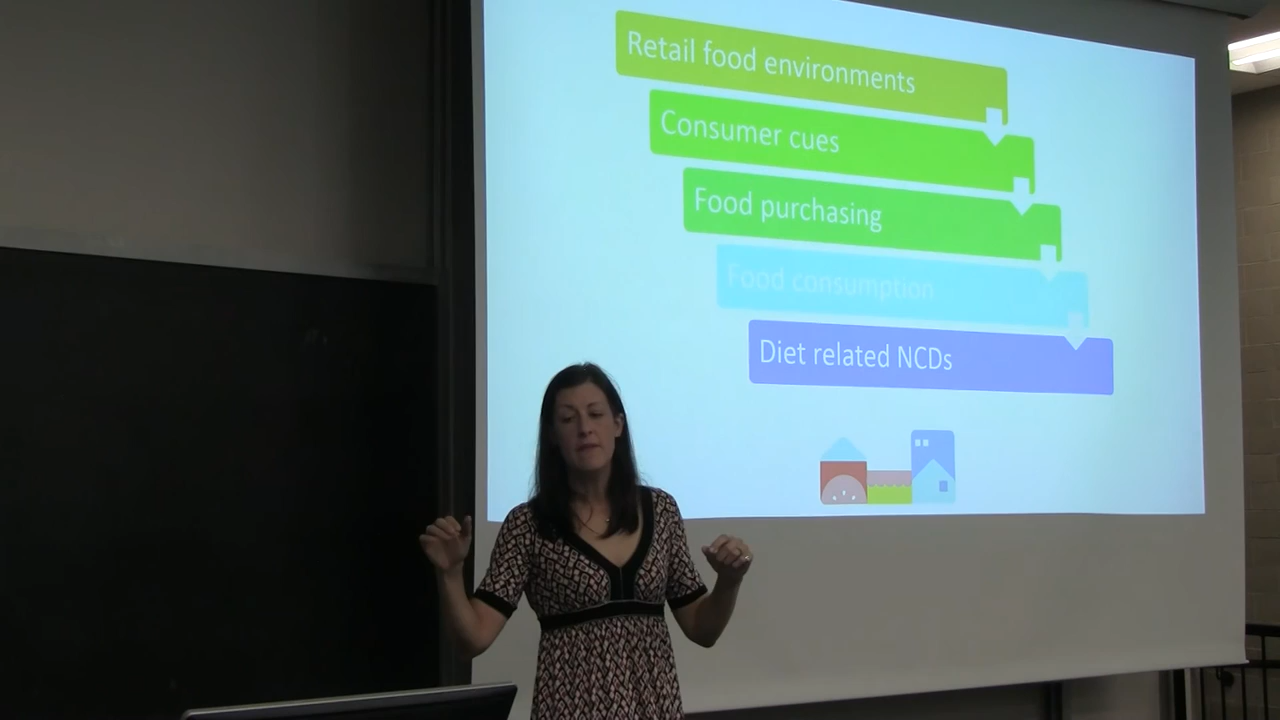 Retail food environments
Consumer cues
Food purchasing
Food consumption
Diet related NCDs